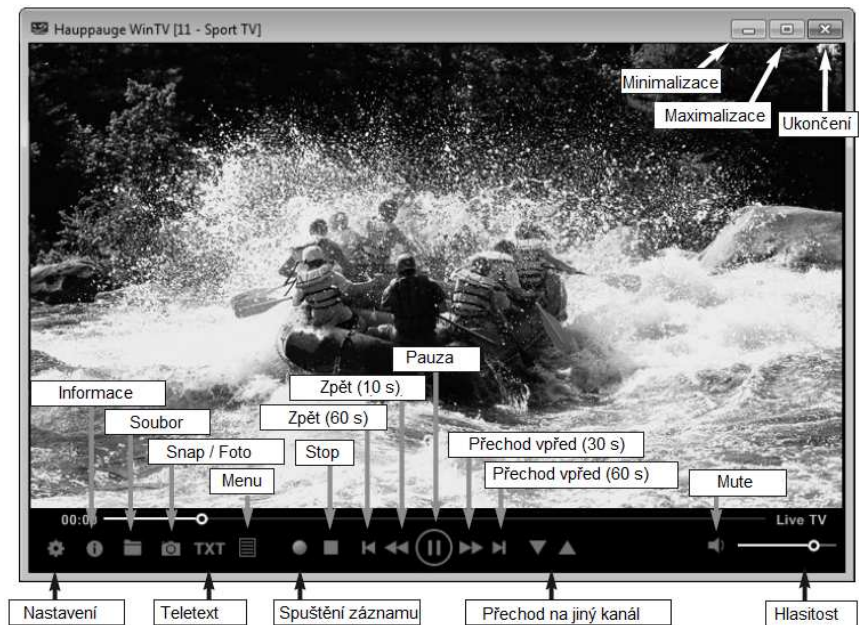 Hauppauge WinTV [11 - Sport TV]
Minimalizace
Maximalizace
Ukončení
Pauza
Zpět (10 s)
Informace
Zpět (60 s)
Soubor
Přechod vpřed (30 s)
Snap / Foto
Stop
Přechod vpřed (60 s)
Menu
Mute
Live TV
TXT
Nastavení
Teletext
Spuštění záznamu
Přechod na jiný kanál
Hlasitost